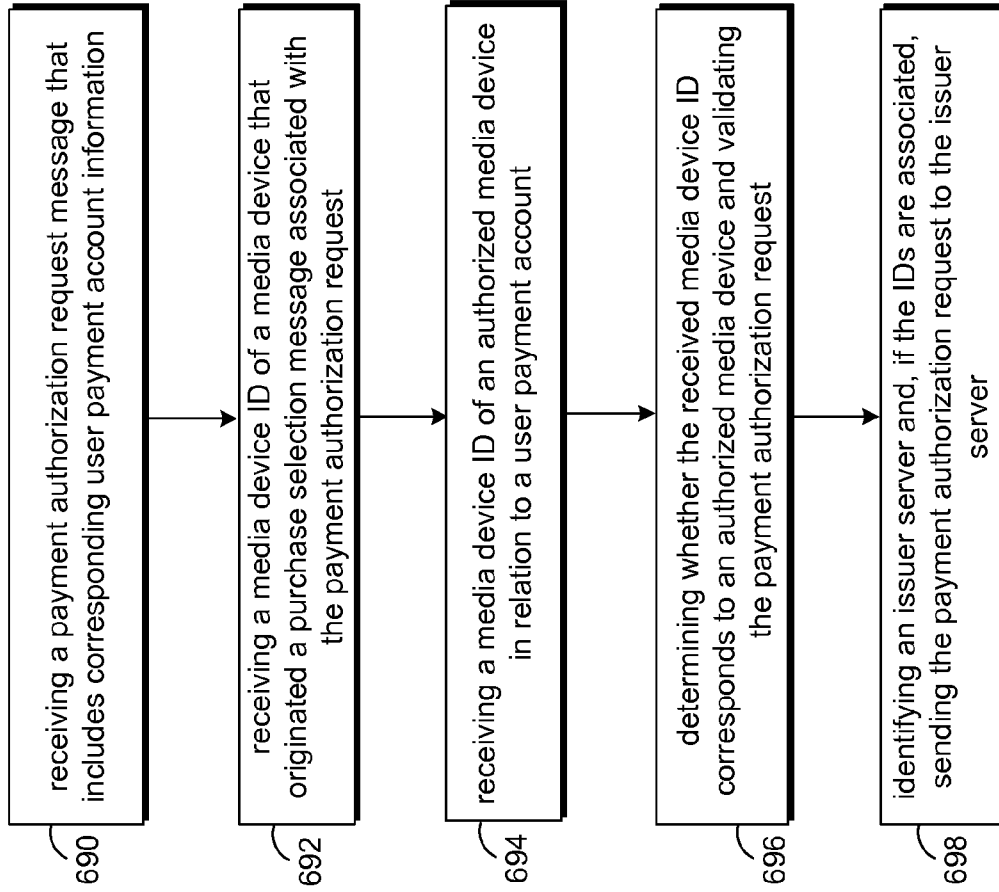 receiving a payment authorization request message that
includes corresponding user payment account information
690
receiving a media device ID of a media device that
originated a purchase selection message associated with
the payment authorization request
692
receiving a media device ID of an authorized media device
in relation to a user payment account
694
determining whether the received media device ID
corresponds to an authorized media device and validating
the payment authorization request
696
identifying an issuer server and, if the IDs are associated,
sending the payment authorization request to the issuer
server
698